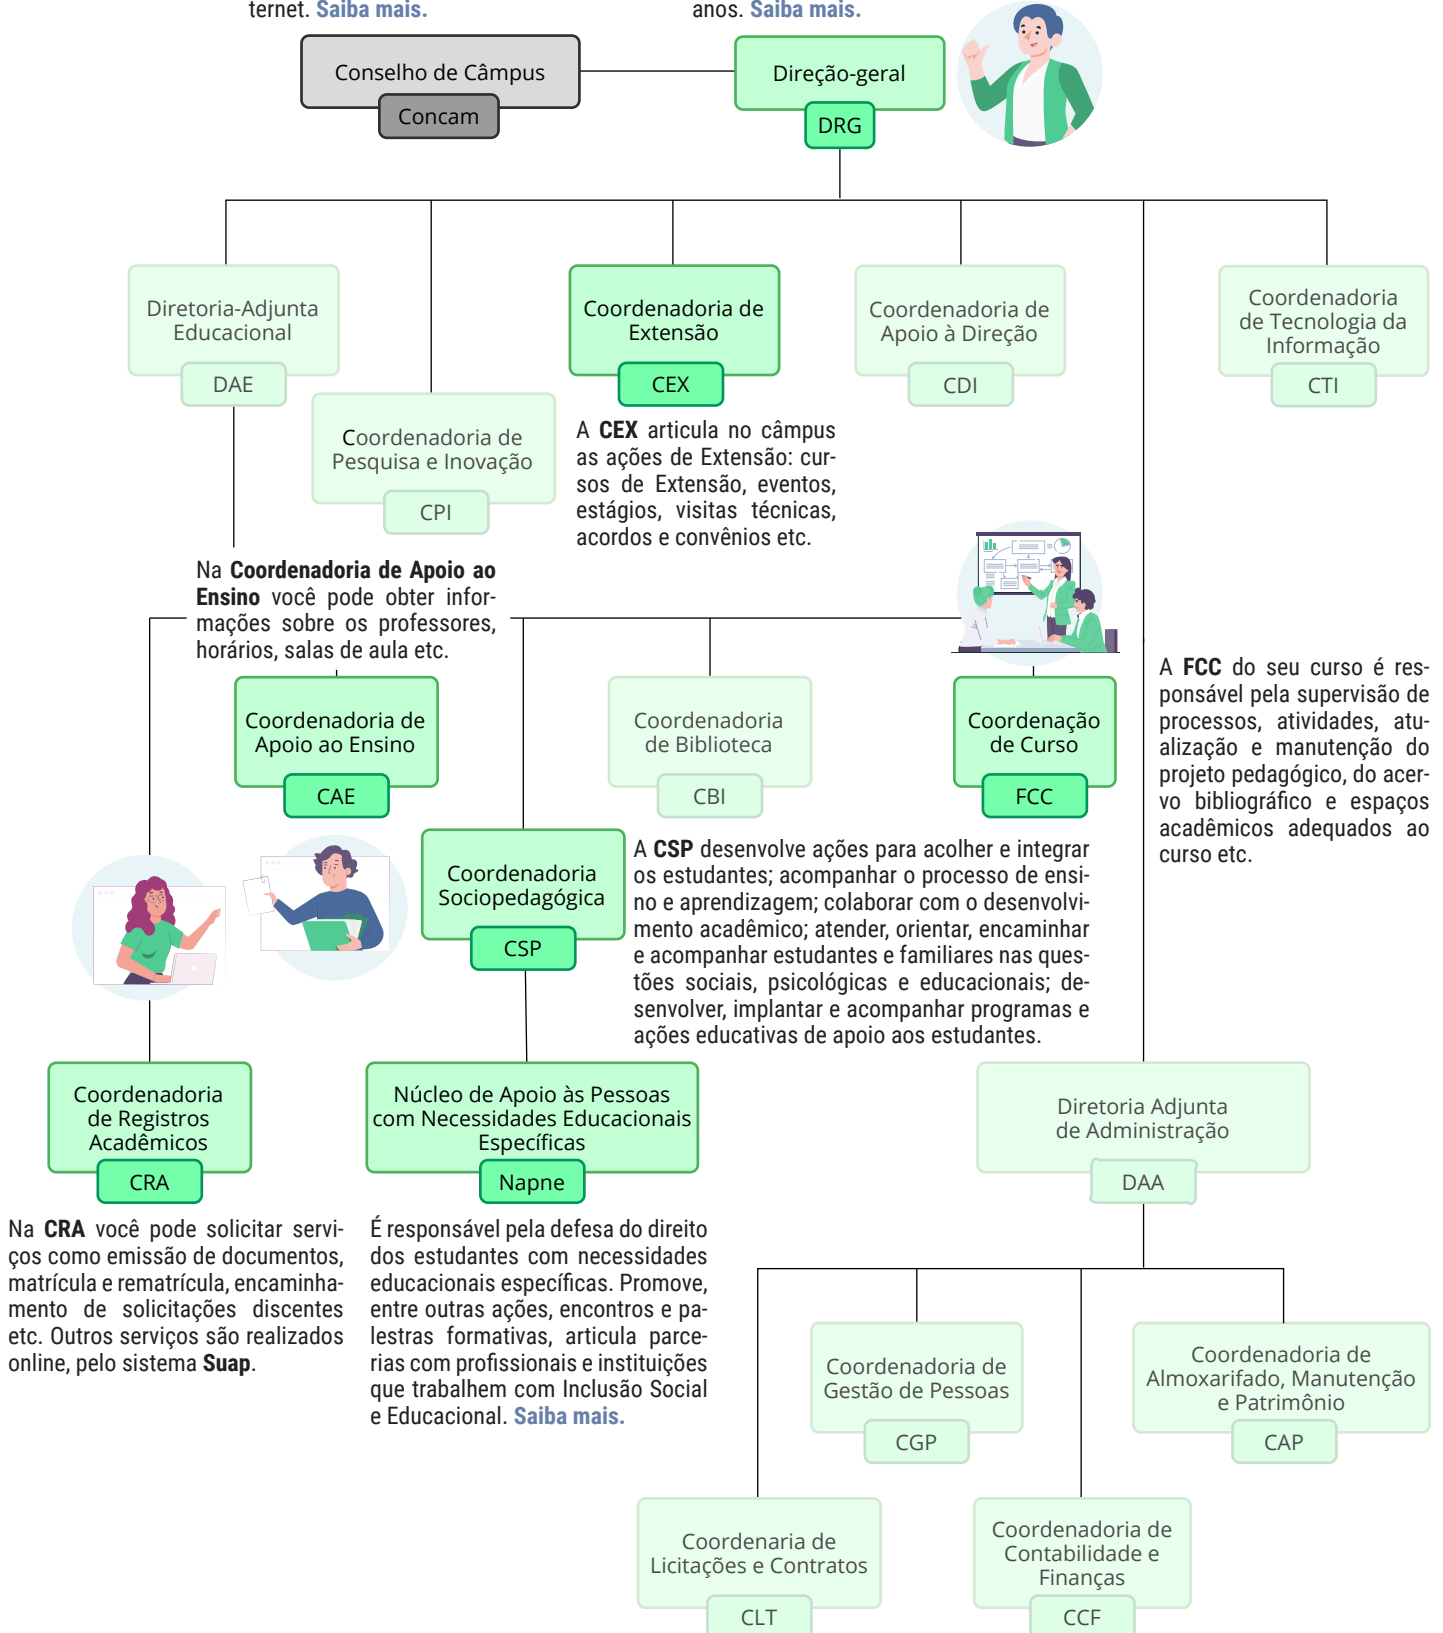 ternet. Saiba mais.
anos. Saiba mais.
Conselho de Câmpus
Concam
Direção-geral
DRG
Diretoria-Adjunta
Educacional
DAE
Coordenadoria de
Pesquisa e Inovação
CPI
Coordenadoria de
Extensão
CEX
A CEX articula no câmpus
as ações de Extensão: cur-
sos de Extensão, eventos,
estágios, visitas técnicas,
acordos e convênios etc.
Coordenadoria de
Apoio à Direção
CDI
Coordenadoria
de Tecnologia da
Informação
CTI
Na Coordenadoria de Apoio ao
Ensino você pode obter infor-
mações sobre os professores,
horários, salas de aula etc.
Coordenadoria de
Apoio ao Ensino
CAE
Coordenadoria
de Biblioteca
CBI
Coordenação
de Curso
FCC
A FCC do seu curso é res-
ponsável pela supervisão de
processos, atividades, atu-
alização e manutenção do
projeto pedagógico, do acer-
vo bibliográfico e espaços
acadêmicos adequados ao
curso etc.
Coordenadoria
Sociopedagógica
CSP
A CSP desenvolve ações para acolher e integrar
os estudantes; acompanhar o processo de ensi-
no e aprendizagem; colaborar com o desenvolvi-
mento acadêmico; atender, orientar, encaminhar
e acompanhar estudantes e familiares nas ques-
tões sociais, psicológicas e educacionais; de-
senvolver, implantar e acompanhar programas e
ações educativas de apoio aos estudantes.
Coordenadoria
de Registros
Acadêmicos
CRA
Na CRA você pode solicitar servi-
ços como emissão de documentos,
matrícula e rematrícula, encaminha-
mento de solicitações discentes
etc. Outros serviços são realizados
online, pelo sistema Suap.
Núcleo de Apoio às Pessoas
com Necessidades Educacionais
Específicas
Napne
É responsável pela defesa do direito
dos estudantes com necessidades
educacionais específicas. Promove,
entre outras ações, encontros e pa-
lestras formativas, articula parce-
rias com profissionais e instituições
que trabalhem com Inclusão Social
e Educacional. Saiba mais.
Diretoria Adjunta
de Administração
DAA
Coordenadoria de
Gestão de Pessoas
CGP
Coordenadoria de
Almoxarifado, Manutenção
e Patrimônio
CAP
Coordenaria de
Licitações e Contratos
CLT
Coordenadoria de
Contabilidade e
Finanças
CCF